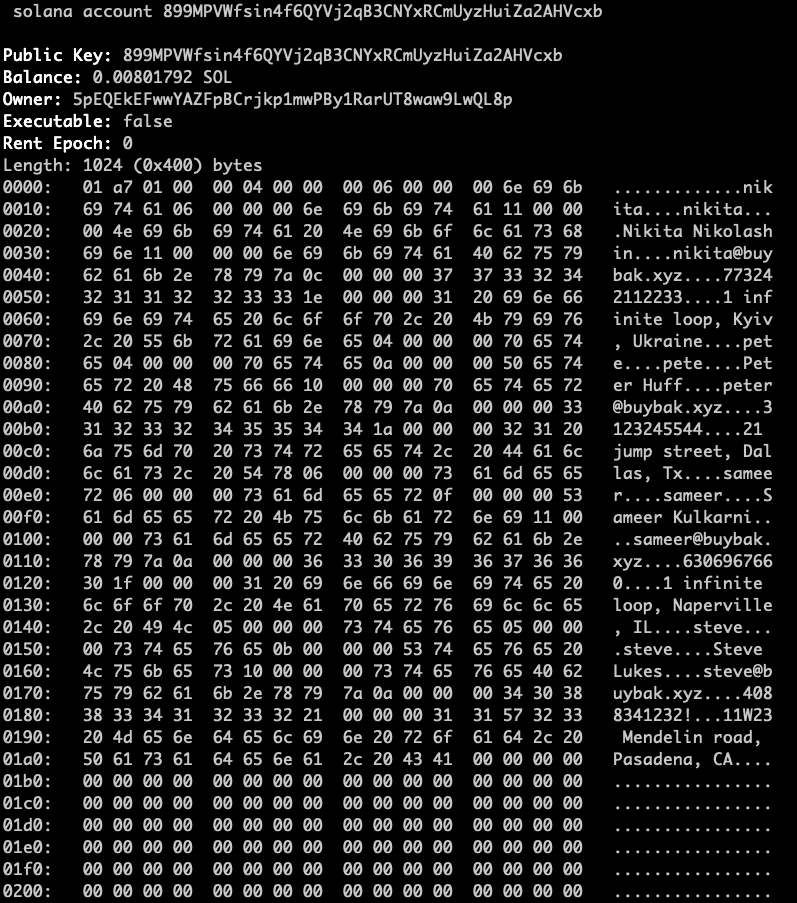 solana account 899MPVWfsin4f6QYVj2qB3CNYxRCmUyzHuiZa2AHVcxb
Public Key: 899MPVWfsin4f6QYVj2qB3CNYxRCmUyzHuiZa2AHVcxb
Balance: 0.00801792 SOL
Owner: 5pEQEkEFwwYAZFpBCrjkp1mwPBy1RarUT8waw9LwQL8p
Executable: false
Rent Epoch: 0
Length: 1024 (0x400) bytes
0000: 01 a7 01 00 00 04 00 00 00 06 00 00 00 6e 69 6b .............nik
0010: 69 74 61 06 00 00 00 6e 69 6b 69 74 61 11 00 00 ita....nikita...
0020: 00 4e 69 6b 69 74 61 20 4e 69 6b 6f 6c 61 73 68 .Nikita Nikolash
0030: 69 6e 11 00 00 00 6e 69 6b 69 74 61 40 62 75 79 in....nikita@buy
0040: 62 61 6b 2e 78 79 7a 0c 00 00 00 37 37 33 32 34 bak.xyz....77324
0050: 32 31 31 32 32 33 33 1e 00 00 00 31 20 69 6e 66 2112233....1 inf
0060: 69 6e 69 74 65 20 6c 6f 6f 70 2c 20 4b 79 69 76 inite loop, Kyiv
0070: 2c 20 55 6b 72 61 69 6e 65 04 00 00 00 70 65 74 , Ukraine....pet
0080: 65 04 00 00 00 70 65 74 65 0a 00 00 00 50 65 74 e....pete....Pet
0090: 65 72 20 48 75 66 66 10 00 00 00 70 65 74 65 72 er Huff....peter
00a0: 40 62 75 79 62 61 6b 2e 78 79 7a 0a 00 00 00 33 @buybak.xyz....3
00b0: 31 32 33 32 34 35 35 34 34 1a 00 00 00 32 31 20 123245544....21
00c0: 6a 75 6d 70 20 73 74 72 65 65 74 2c 20 44 61 6c jump street, Dal
00d0: 6c 61 73 2c 20 54 78 06 00 00 00 73 61 6d 65 65 las, Tx....samee
00e0: 72 06 00 00 00 73 61 6d 65 65 72 0f 00 00 00 53 r....sameer....S
00f0: 61 6d 65 65 72 20 4b 75 6c 6b 61 72 6e 69 11 00 ameer Kulkarni..
0100: 00 00 73 61 6d 65 65 72 40 62 75 79 62 61 6b 2e ..sameer@buybak.
0110: 78 79 7a 0a 00 00 00 36 33 30 36 39 36 37 36 36 xyz....630696766
0120: 30 1f 00 00 00 31 20 69 6e 66 69 6e 69 74 65 20 0....1 infinite
0130: 6c 6f 6f 70 2c 20 4e 61 70 65 72 76 69 6c 6c 65 loop, Naperville
0140: 2c 20 49 4c 05 00 00 00 73 74 65 76 65 05 00 00 , IL....steve...
0150: 00 73 74 65 76 65 0b 00 00 00 53 74 65 76 65 20 .steve....Steve
0160: 4c 75 6b 65 73 10 00 00 00 73 74 65 76 65 40 62 Lukes....steve@b
0170: 75 79 62 61 6b 2e 78 79 7a 0a 00 00 00 34 30 38 uybak.xyz....408
0180: 38 33 34 31 32 33 32 21 00 00 00 31 31 57 32 33 8341232!...11W23
0190: 20 4d 65 6e 64 65 6c 69 6e 20 72 6f 61 64 2c 20 Mendelin road,
01a0: 50 61 73 61 64 65 6e 61 2c 20 43 41 00 00 00 00 Pasadena, CA....
01b0: 00 00 00 00 00 00 00 00 00 00 00 00 00 00 00 00 ................
01c0: 00 00 00 00 00 00 00 00 00 00 00 00 00 00 00 00 ................
01d0: 00 00 00 00 00 00 00 00 00 00 00 00 00 00 00 00 ................
01e0: 00 00 00 00 00 00 00 00 00 00 00 00 00 00 00 00 ................
01f0: 00 00 00 00 00 00 00 00 00 00 00 00 00 00 00 00 ................
0200: 00 00 00 00 00 00 00 00 00 00 00 00 00 00 00 00 ................